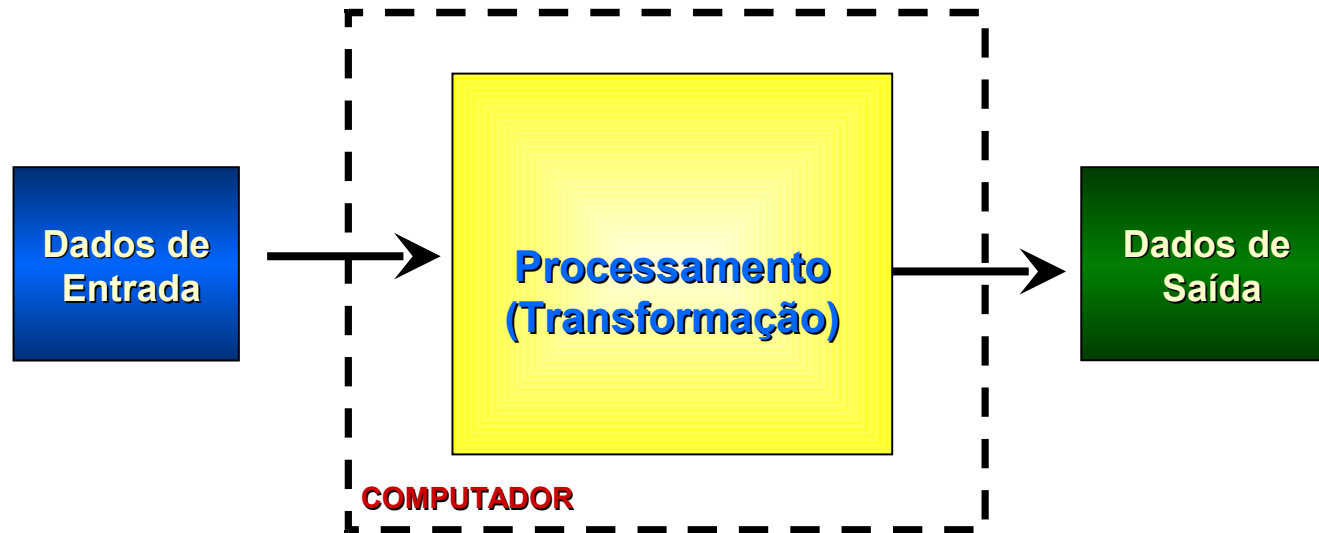 Dados de
Entrada
Processamento
(Transformação)
Dados de
Saída
COMPUTADOR